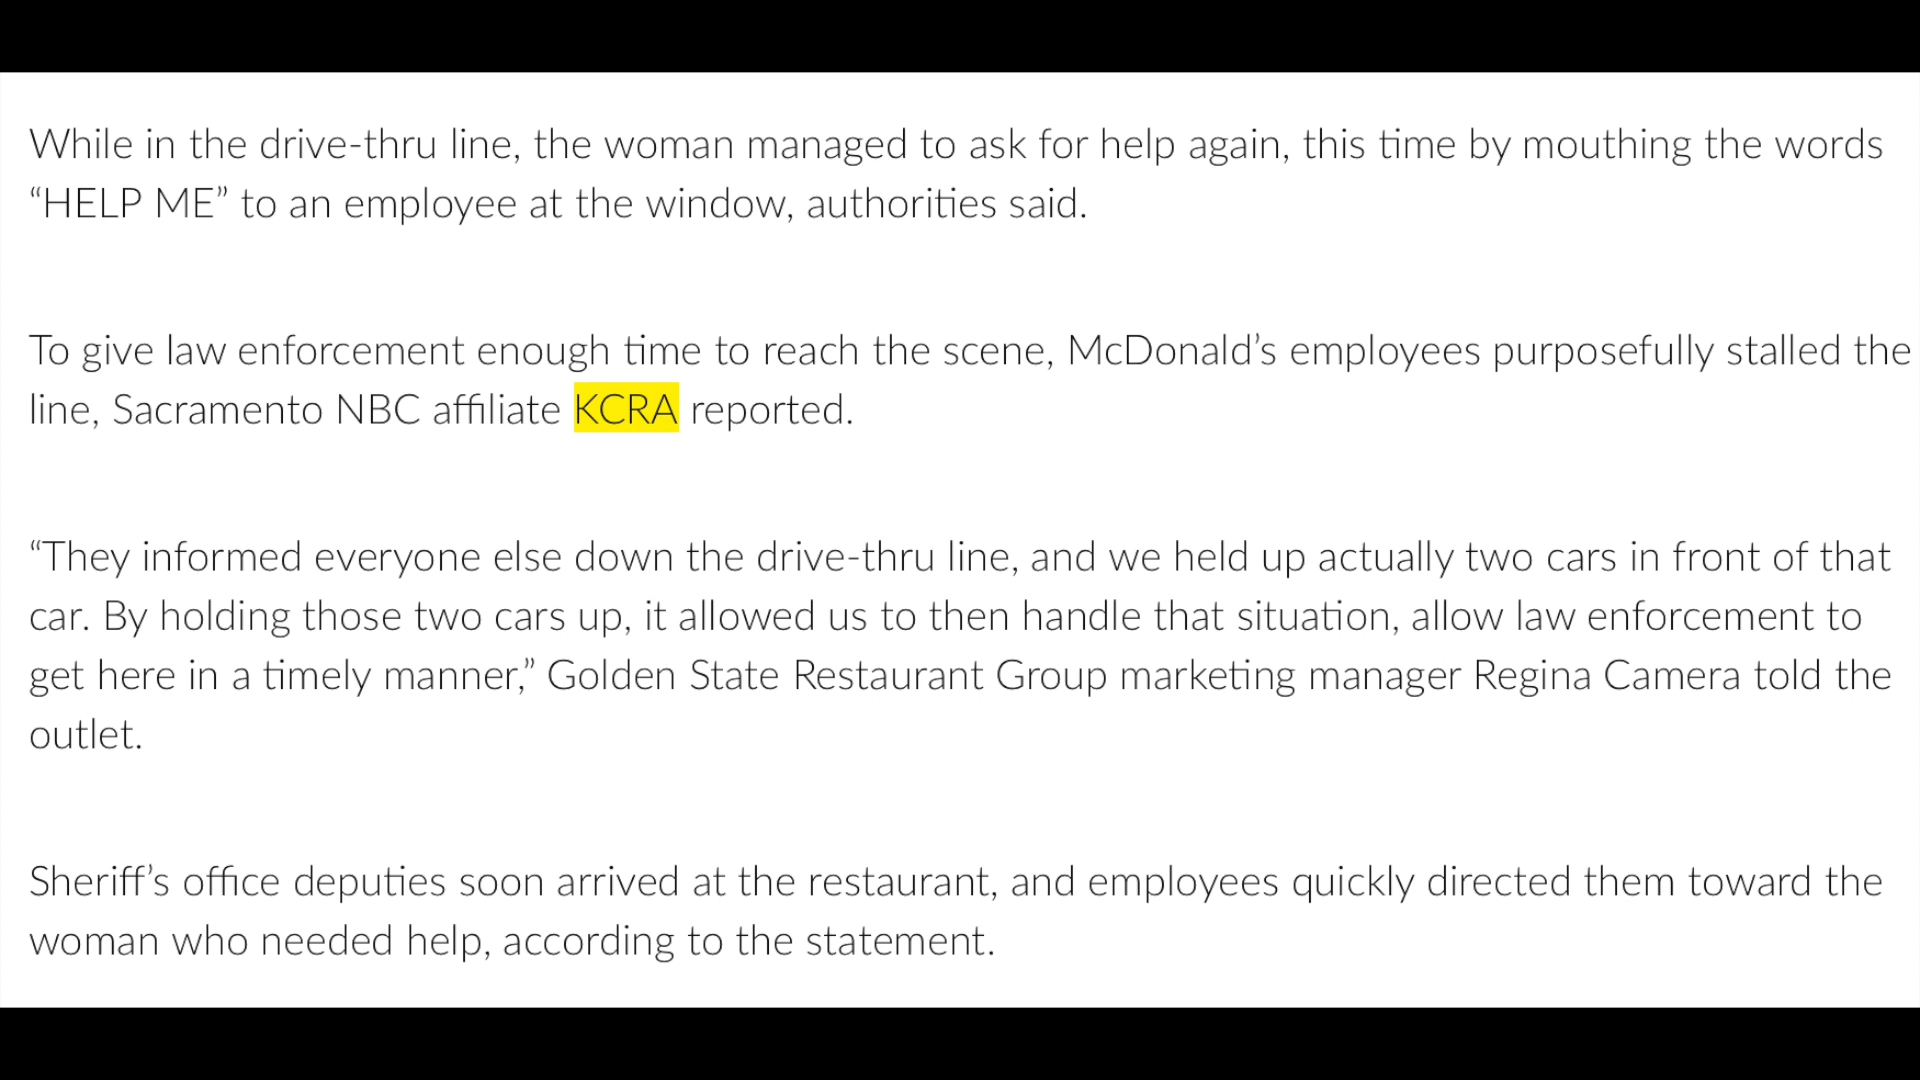 While in the drive-thru line, the woman managed to ask for help again, this time by mouthing the words
“HELP ME” to an employee at the window, authorities said.
To give law enforcement enough time to reach the scene, McDonald’s employees purposefully stalled the
line, Sacramento NBC affiliate KCRA reported.
“They informed everyone else down the drive-thru line, and we held up actually two cars in front of that
car. By holding those two cars up, it allowed us to then handle that situation, allow law enforcement to
get here in a timely manner,” Golden State Restaurant Group marketing manager Regina Camera told the
outlet.
Sheriff’s office deputies soon arrived at the restaurant, and employees quickly directed them toward the
woman who needed help, according to the statement.